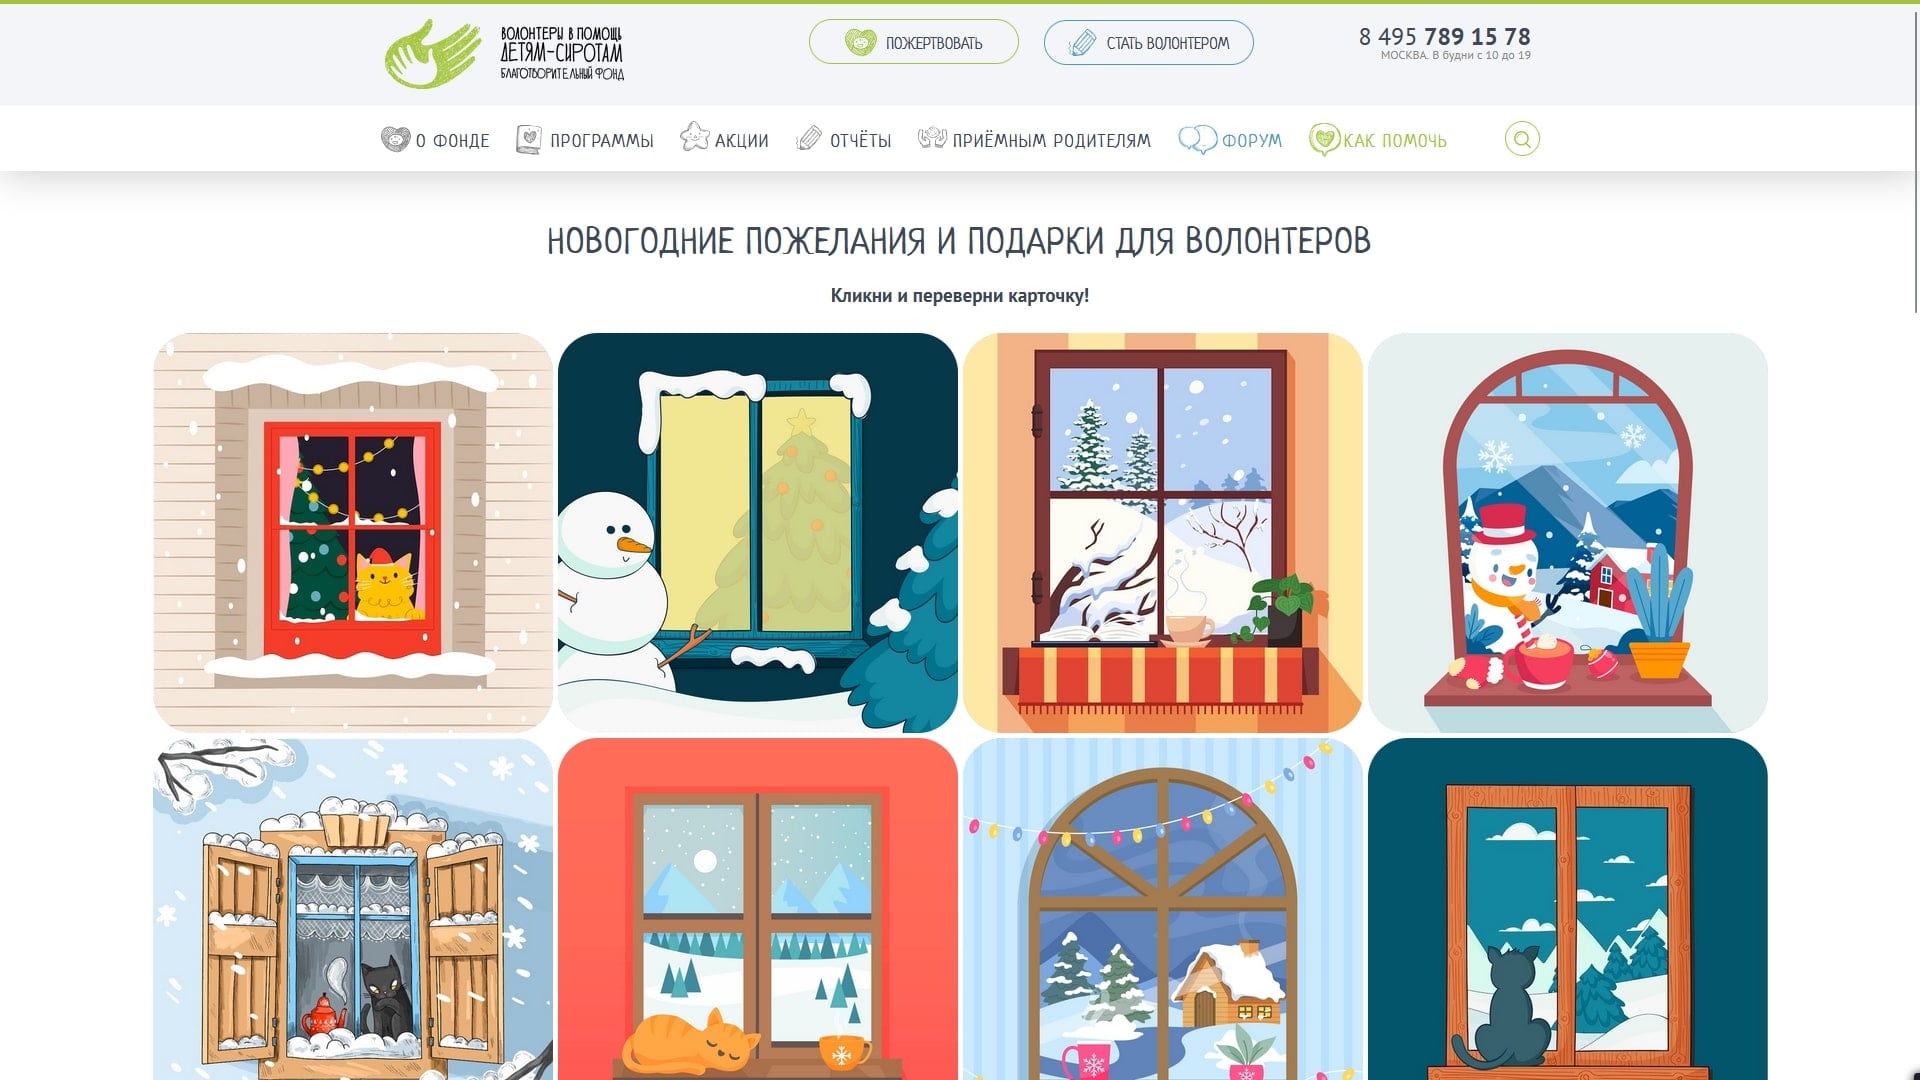 ВОЛОНТЕРЫ В ПОМОЩЬ
ДЕТЯМ-СИРОТАМ
БЛАГОТВОРИТЕЛЬНЫЙ ФОНД
ПОЖЕРТВОВАТЬ
СТАТЬ ВОЛОНТЕРОМ
8 495 789 15 78
МОСКВА. В будни с 10 до 19
О ФОНДЕ
ПРОГРАММЫ
АКЦИИ
ОТЧЁТЫ
ПРИЁМНЫМ РОДИТЕЛЯМ
ФОРУМ
КАК ПОМОЧЬ
НОВОГОДНИЕ ПОЖЕЛАНИЯ И ПОДАРКИ ДЛЯ ВОЛОНТЕРОВ
Кликни и переверни карточку!